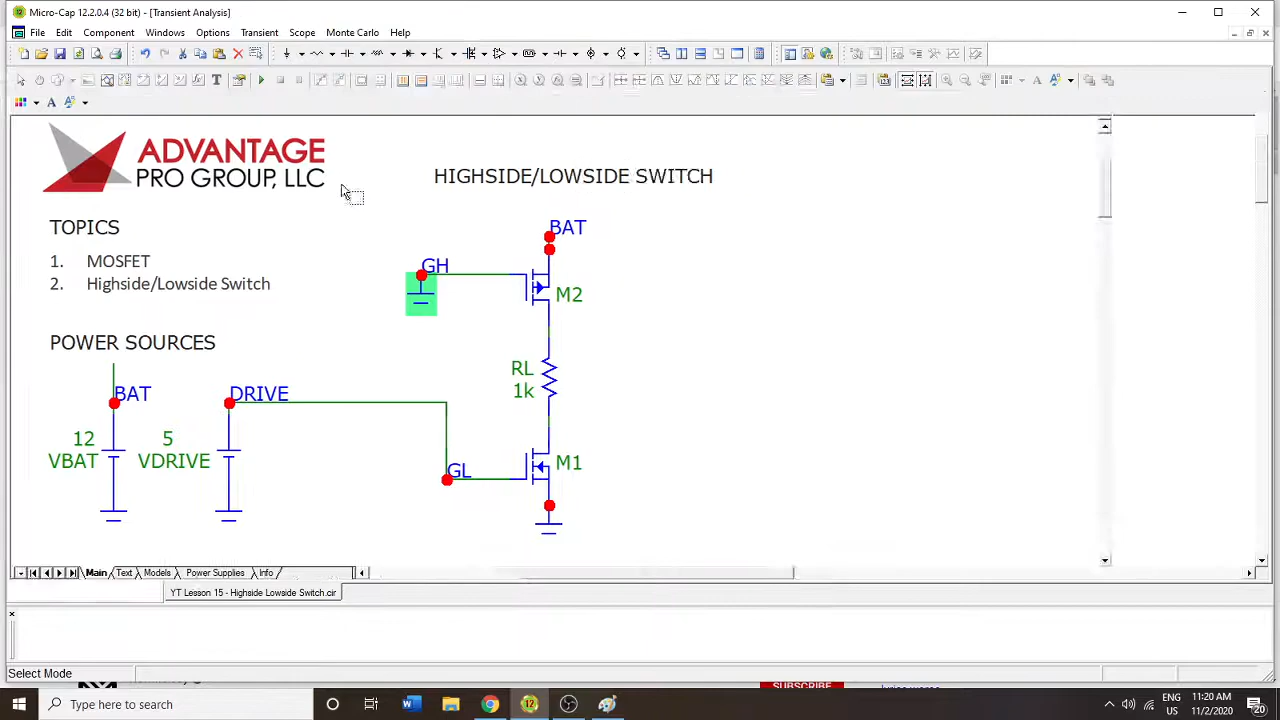 Micro-Cap 12.2.0.4 (32 bit) - [Transient Analysis]
File Edit Component Windows Options Transient Scope Monte Carlo Help
ADVANTAGE
PRO GROUP, LLC
HIGHSIDE/LOWSIDE SWITCH
TOPICS
1. MOSFET
2. Highside/Lowside Switch
BAT
GH
M2
POWER SOURCES
RL
1k
BAT
DRIVE
12
VBAT
5
VDRIVE
GL
M1
Main Text Models Power Supplies Info
YT Lesson 15 - Highside Lowside Switch.cir
Select Mode
SUBSCRIBE
Type here to search
W
12
ENG
US
11:20 AM
11/2/2020
20